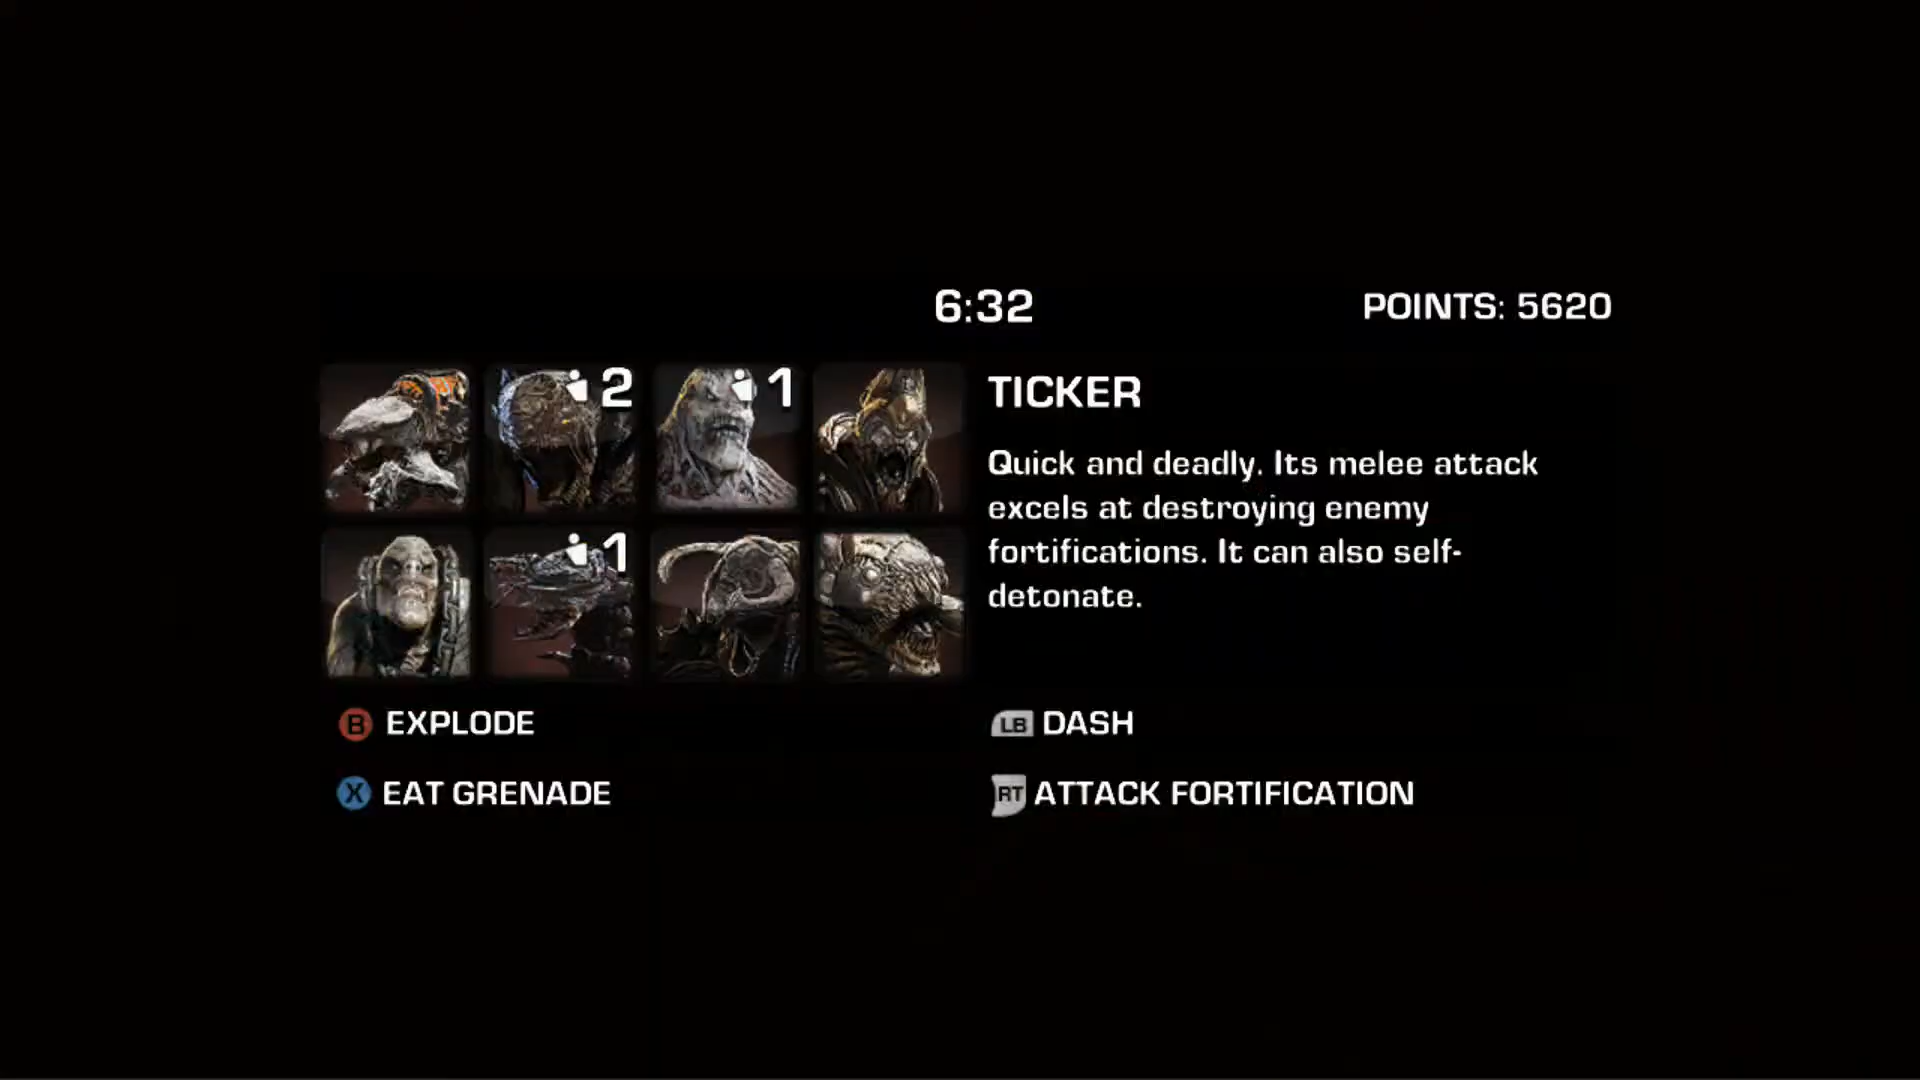 6:32
POINTS: 5620
2
1
TICKER
Quick and deadly. Its melee attack
excels at destroying enemy
fortifications. It can also self-
detonate.
1
B EXPLODE
LB DASH
X EAT GRENADE
RT ATTACK FORTIFICATION